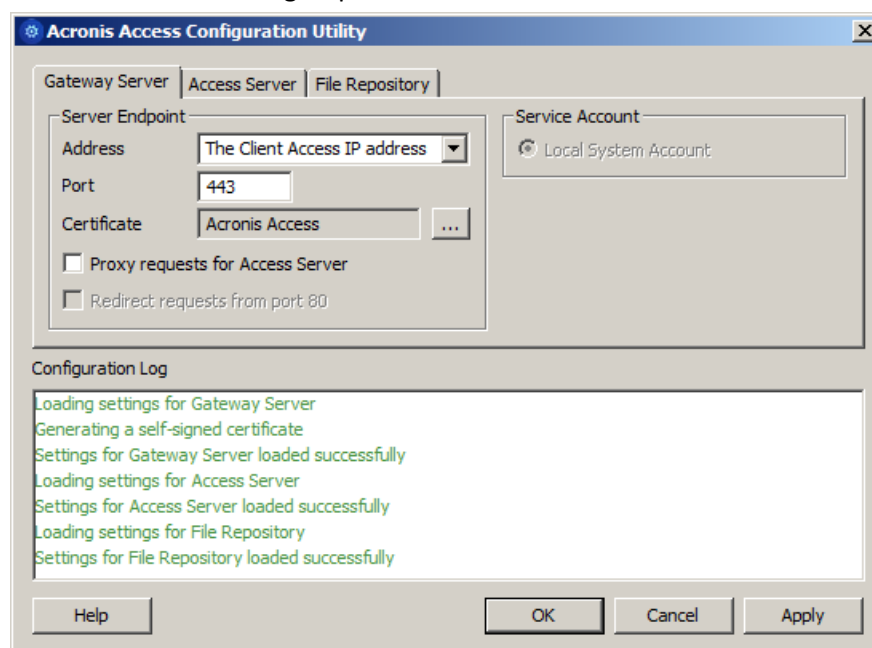 Acronis Access Configuration Utility
Gateway Server Access Server File Repository
Server Endpoint Service Account
Address The Client Access IP address Local System Account
Port 443
Certificate Acronis Access ...
Proxy requests for Access Server
Redirect requests from port 80
Configuration Log
Loading settings for Gateway Server
Generating a self-signed certificate
Settings for Gateway Server loaded successfully
Loading settings for Access Server
Settings for Access Server loaded successfully
Loading settings for File Repository
Settings for File Repository loaded successfully
Help OK Cancel Apply